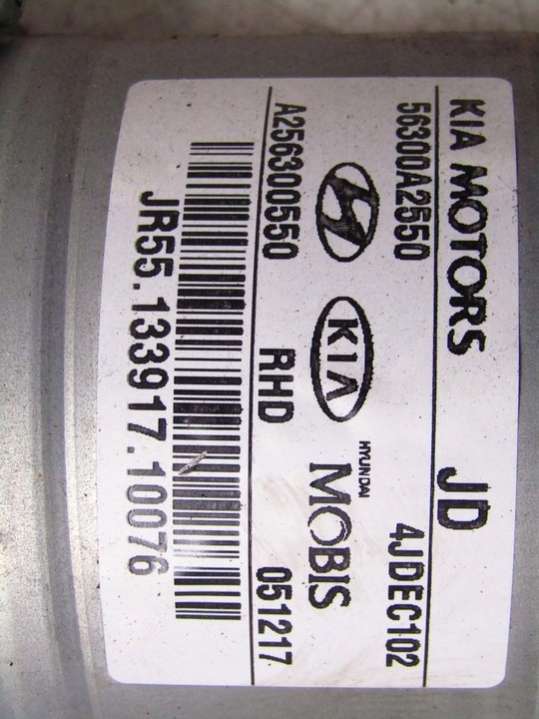 KIA MOTORS JD
56300A2550 4JDEC102
KIA HYUNDAI MOBIS
A256300550 RHD 051217
JR55.133917.10076